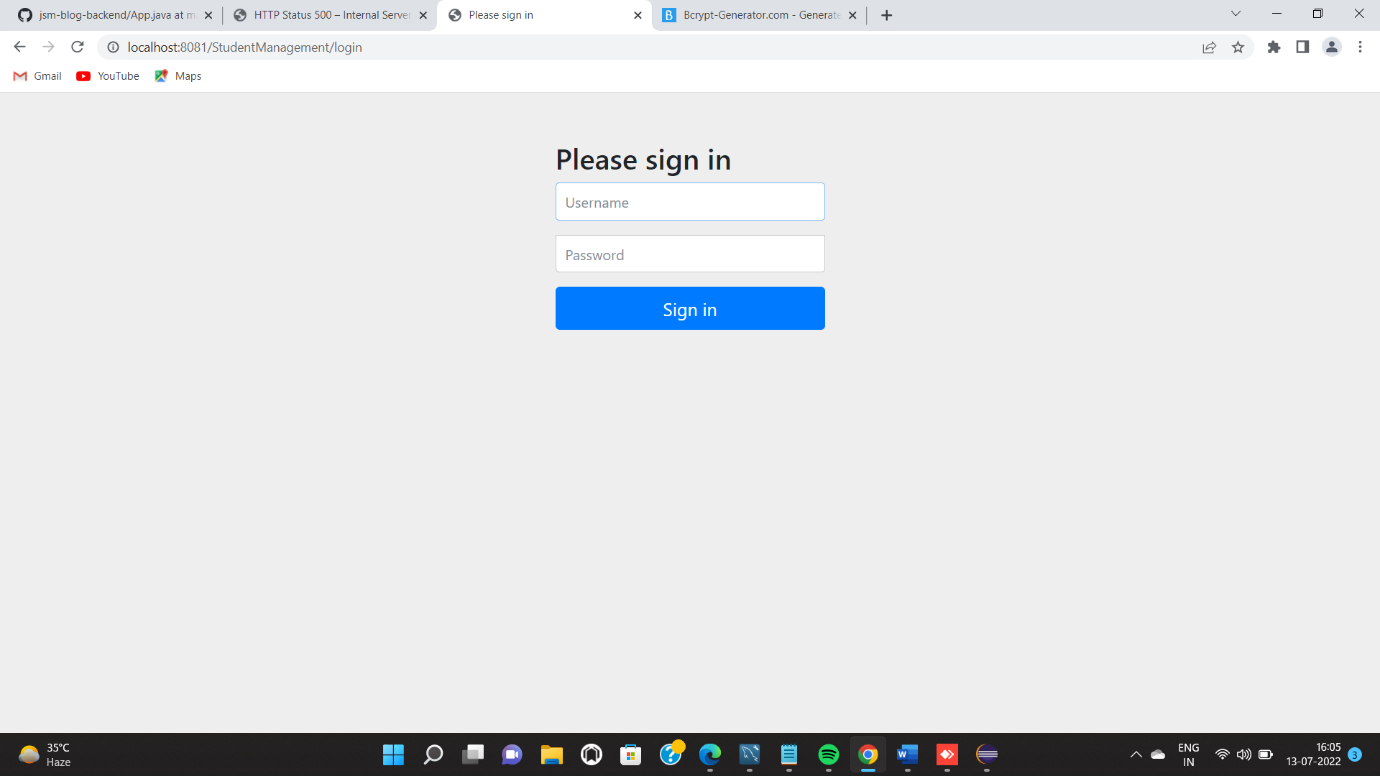 jsm-blog-backend/App.java at m
HTTP Status 500 – Internal Server
Please sign in
Bcrypt-Generator.com - Generate
localhost:8081/StudentManagement/login
Gmail
YouTube
Maps
Please sign in
Username
Password
Sign in
35°C
Haze
ENG
IN
16:05
13-07-2022
3